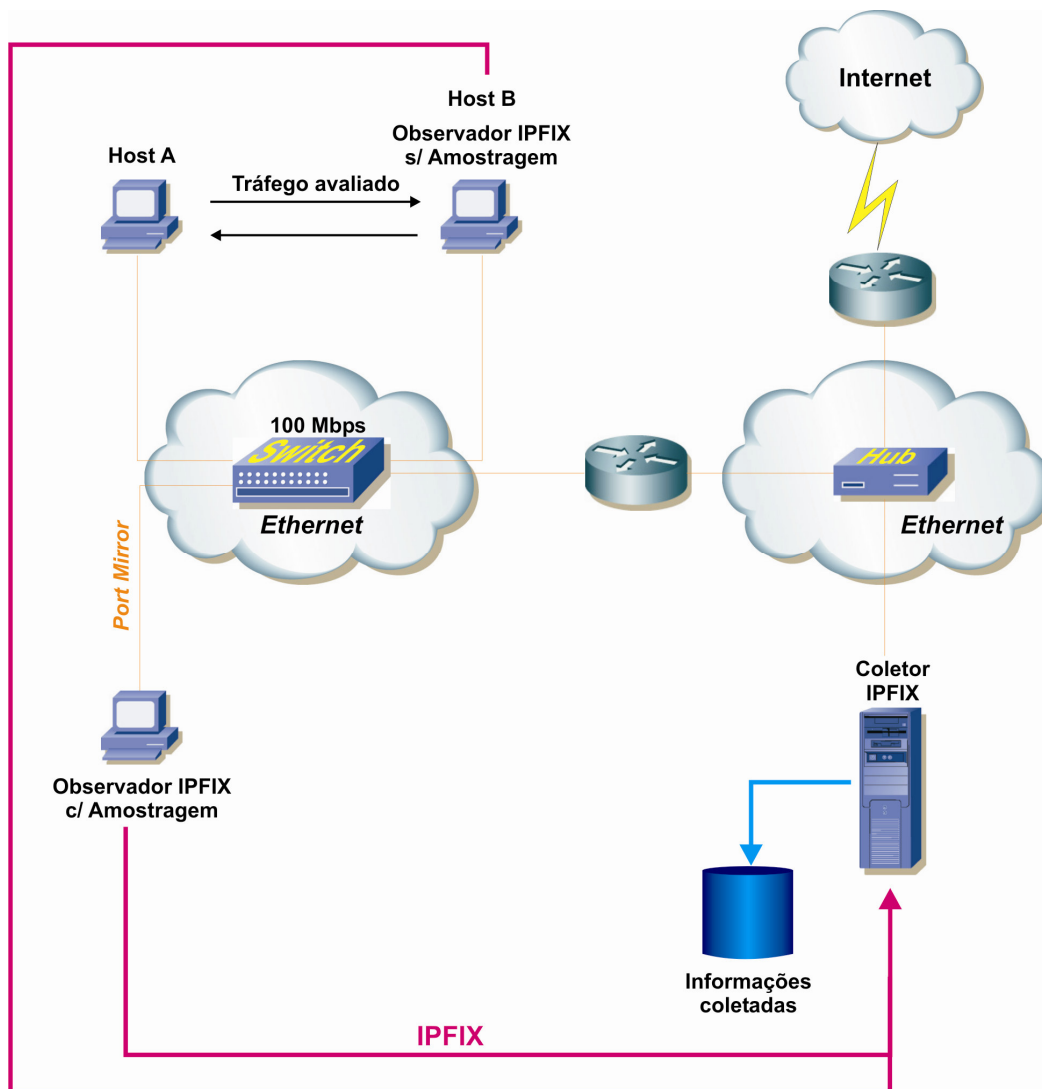 Internet
Host B
Observador IPFIX
s/ Amostragem
Host A
Tráfego avaliado
100 Mbps
Switch
Ethernet
Hub
Ethernet
Port Mirror
Coletor
IPFIX
Observador IPFIX
c/ Amostragem
Informações
coletadas
IPFIX